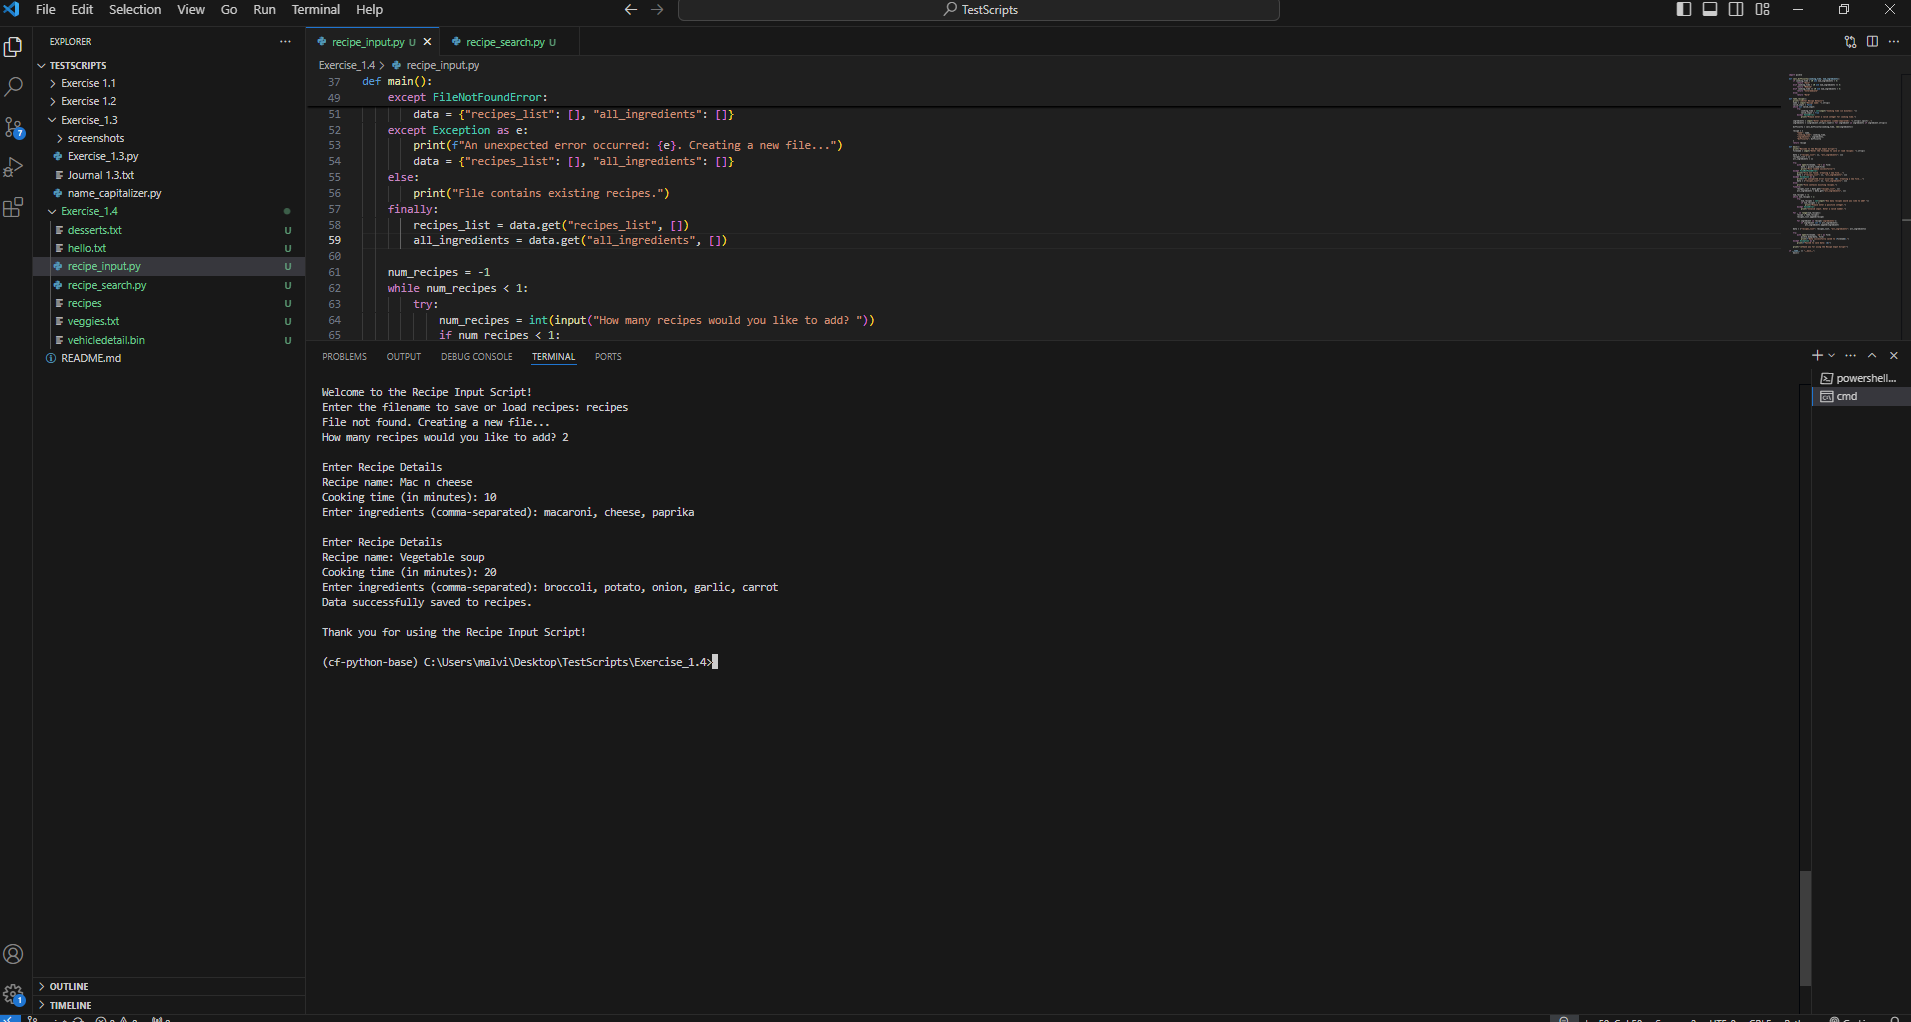 File Edit Selection View Go Run Terminal Help
TestScripts
EXPLORER
TESTSCRIPTS
Exercise 1.1
Exercise 1.2
Exercise_1.3
screenshots
Exercise_1.3.py
Journal 1.3.txt
name_capitalizer.py
Exercise_1.4
desserts.txt U
hello.txt U
recipe_input.py U
recipe_search.py U
recipes U
veggies.txt U
vehicledetail.bin U
README.md
OUTLINE
TIMELINE
7
1
recipe_input.py U
recipe_search.py U
Exercise_1.4 > recipe_input.py
37 def main():
49 except FileNotFoundError:
51 data = {"recipes_list": [], "all_ingredients": []}
52 except Exception as e:
53 print(f"An unexpected error occurred: {e}. Creating a new file...")
54 data = {"recipes_list": [], "all_ingredients": []}
55 else:
56 print("File contains existing recipes.")
57 finally:
58 recipes_list = data.get("recipes_list", [])
59 all_ingredients = data.get("all_ingredients", [])
60
61 num_recipes = -1
62 while num_recipes < 1:
63 try:
64 num_recipes = int(input("How many recipes would you like to add? "))
65 if num_recipes < 1:
PROBLEMS OUTPUT DEBUG CONSOLE TERMINAL PORTS
powershell...
cmd
Welcome to the Recipe Input Script!
Enter the filename to save or load recipes: recipes
File not found. Creating a new file...
How many recipes would you like to add? 2
Enter Recipe Details
Recipe name: Mac n cheese
Cooking time (in minutes): 10
Enter ingredients (comma-separated): macaroni, cheese, paprika
Enter Recipe Details
Recipe name: Vegetable soup
Cooking time (in minutes): 20
Enter ingredients (comma-separated): broccoli, potato, onion, garlic, carrot
Data successfully saved to recipes.
Thank you for using the Recipe Input Script!
(cf-python-base) C:\Users\malvi\Desktop\TestScripts\Exercise_1.4>